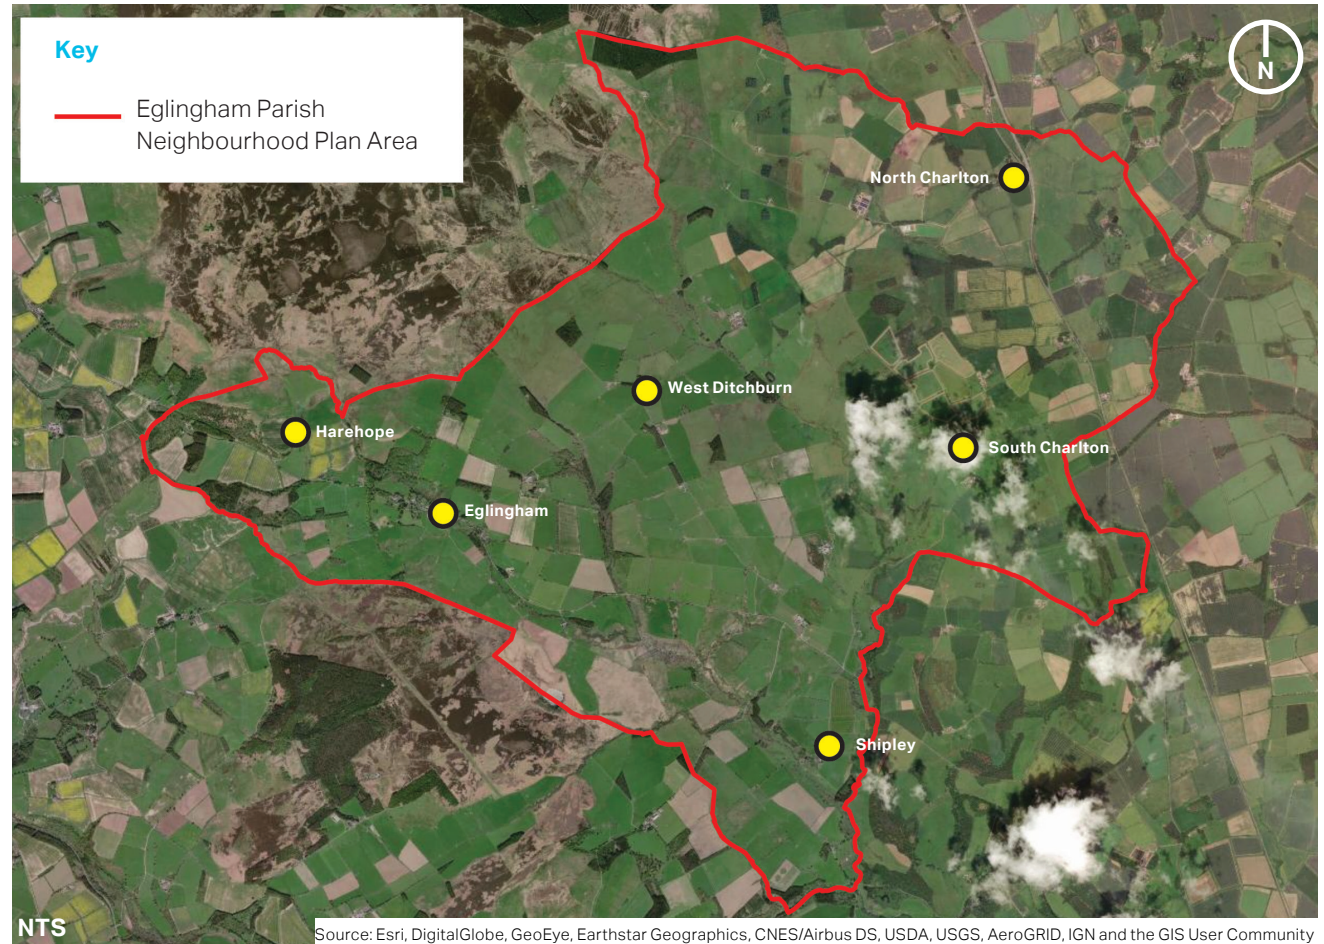 Key
Eglingham Parish
Neighbourhood Plan Area
N
North Charlton
West Ditchburn
Harehope
South Charlton
Eglingham
Shipley
NTS
Source: Esri, DigitalGlobe, GeoEye, Earthstar Geographics, CNES/Airbus DS, USDA, USGS, AeroGRID, IGN and the GIS User Community